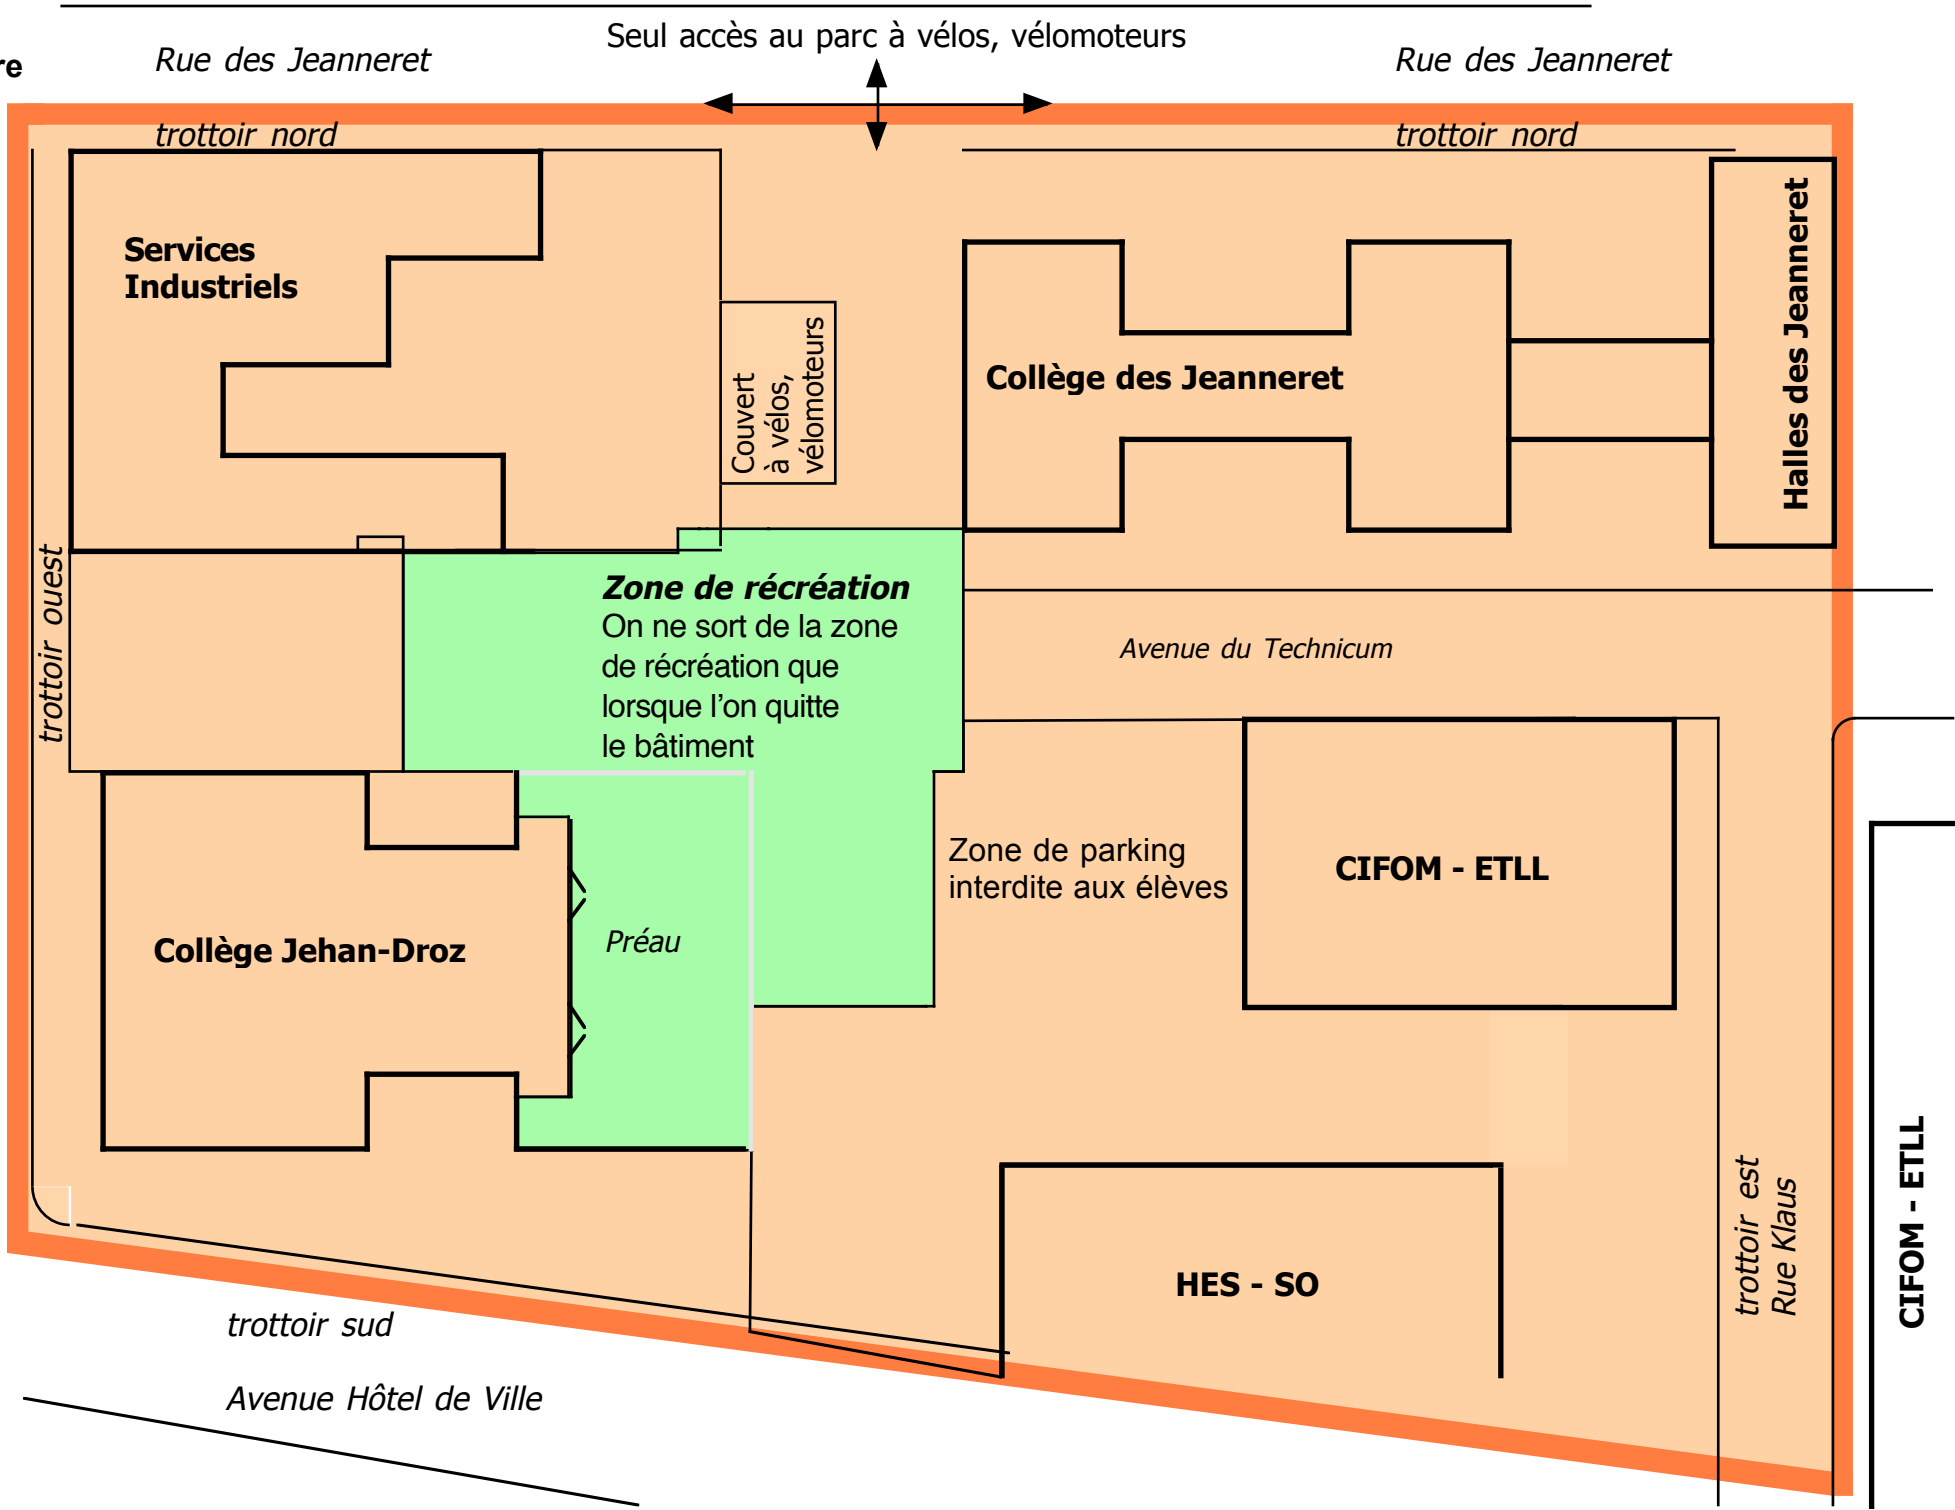 Seul accès au parc à vélos, vélomoteurs
re
Rue des Jeanneret
Rue des Jeanneret
trottoir nord
trottoir nord
Services
Industriels
Couvert
à vélos,
vélomoteurs
Collège des Jeanneret
Halles des Jeanneret
trottoir ouest
Zone de récréation
On ne sort de la zone
de récréation que
lorsque l’on quitte
le bâtiment
Avenue du Technicum
Zone de parking
interdite aux élèves
CIFOM - ETLL
Collège Jehan-Droz
Préau
HES - SO
trottoir est
Rue Klaus
CIFOM - ETLL
trottoir sud
Avenue Hôtel de Ville